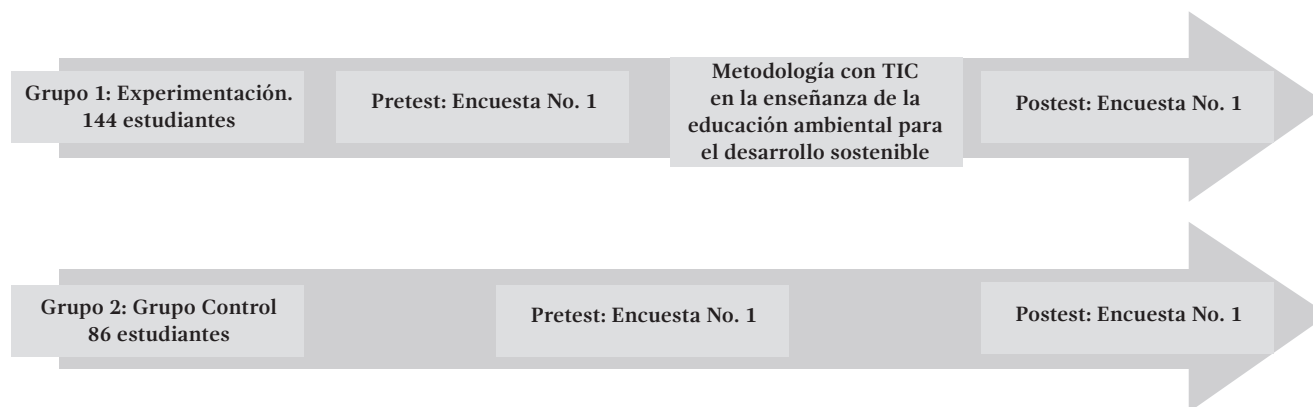 Grupo 1: Experimentación.
144 estudiantes
Pretest: Encuesta No. 1
Metodología con TIC
en la enseñanza de la
educación ambiental para
el desarrollo sostenible
Postest: Encuesta No. 1
Grupo 2: Grupo Control
86 estudiantes
Pretest: Encuesta No. 1
Postest: Encuesta No. 1